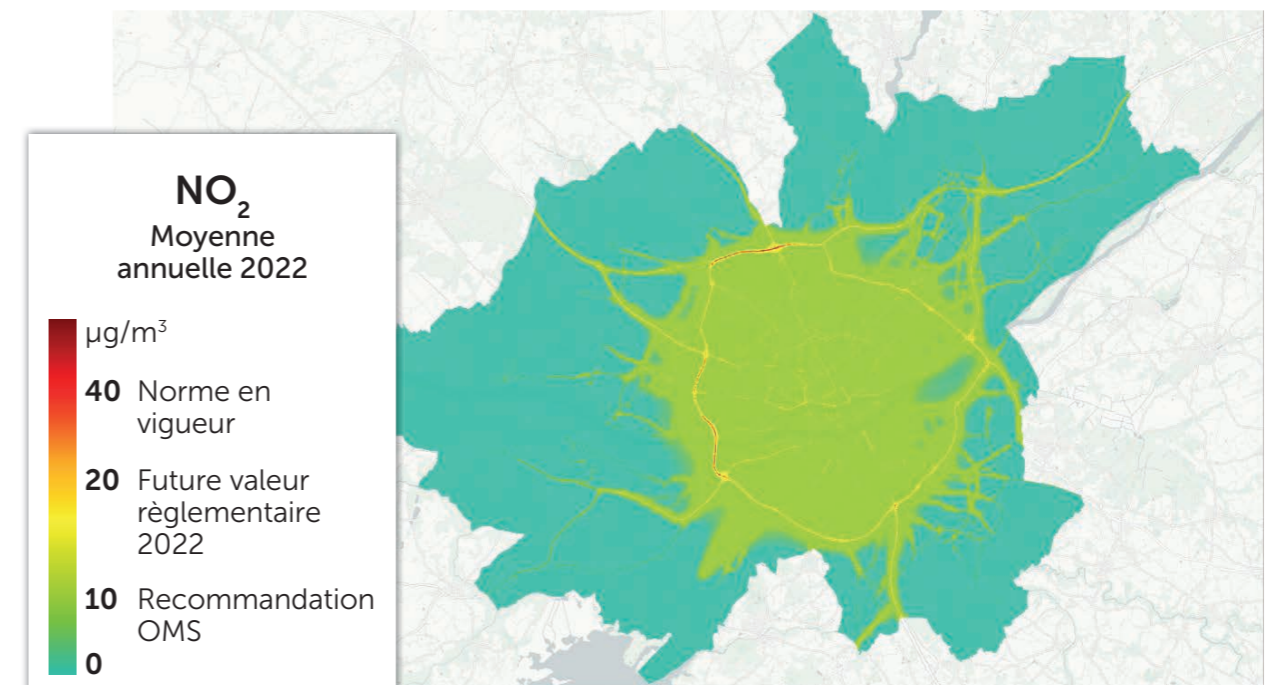 NO₂
Moyenne
annuelle 2022
µg/m³
40 Norme en
vigueur
20 Future valeur
règlementaire
2022
10 Recommandation
OMS
0